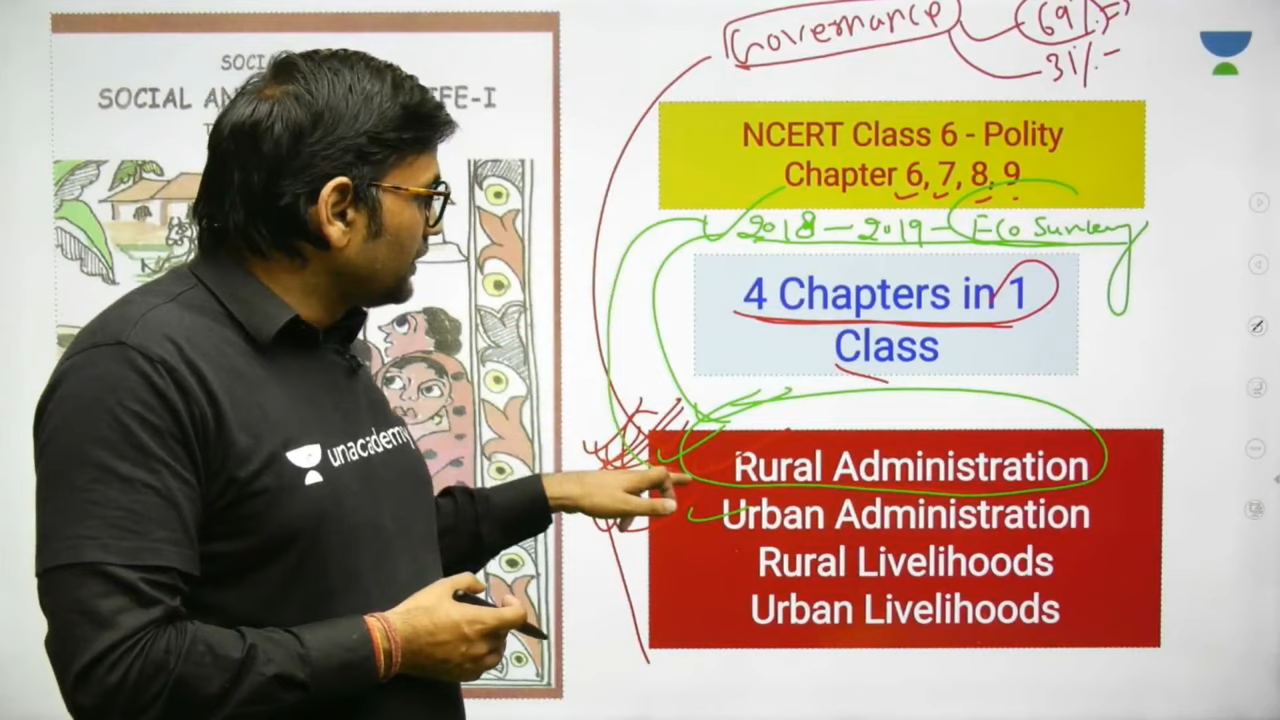 Governance
69%
31%
SOCI
SOCIAL AN IFE-I
NCERT Class 6 - Polity
Chapter 6, 7, 8, 9
2018-2019- Eco Survey
4 Chapters in 1
Class
unacademy
Rural Administration
Urban Administration
Rural Livelihoods
Urban Livelihoods